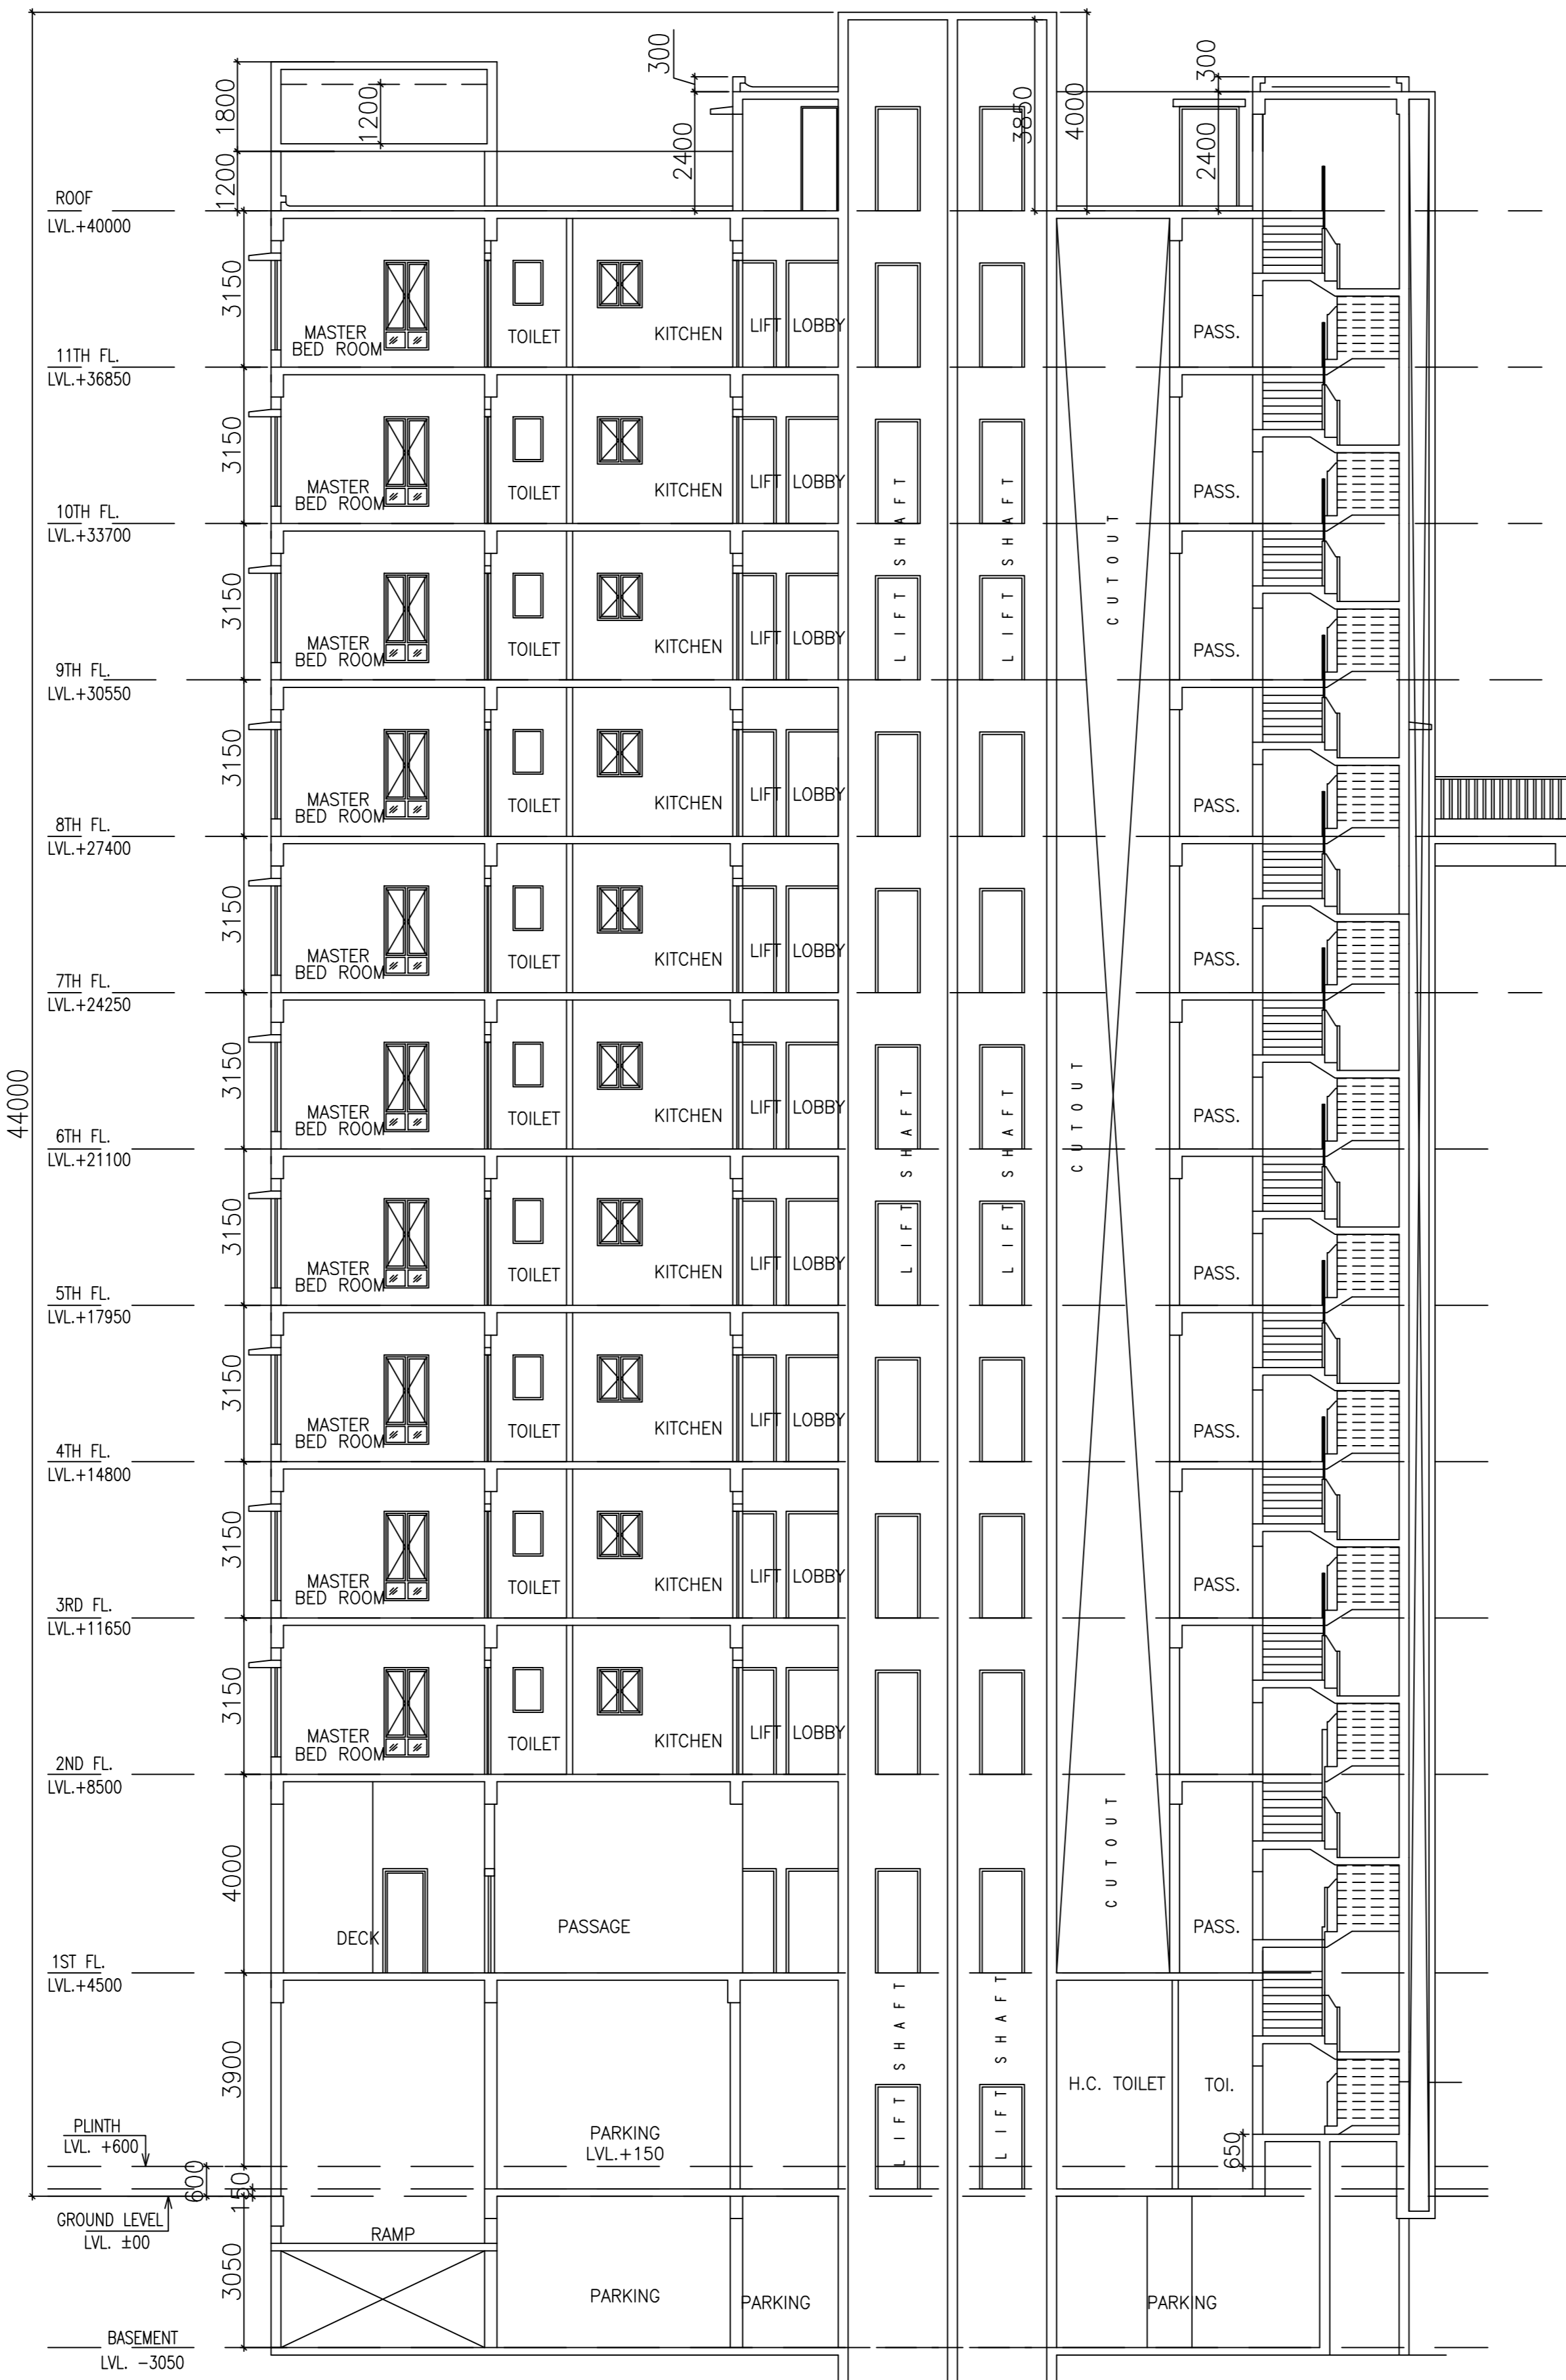 44000
300
300
1800
1200
1200
2400
3850
4000
2400
ROOF
LVL.+40000
3150
MASTER
BED ROOM
TOILET
KITCHEN
LIFT LOBBY
PASS.
11TH FL.
LVL.+36850
3150
MASTER
BED ROOM
TOILET
KITCHEN
LIFT LOBBY
PASS.
10TH FL.
LVL.+33700
LIFT SHAFT
LIFT SHAFT
CUTOUT
3150
MASTER
BED ROOM
TOILET
KITCHEN
LIFT LOBBY
PASS.
9TH FL.
LVL.+30550
3150
MASTER
BED ROOM
TOILET
KITCHEN
LIFT LOBBY
PASS.
8TH FL.
LVL.+27400
3150
MASTER
BED ROOM
TOILET
KITCHEN
LIFT LOBBY
PASS.
7TH FL.
LVL.+24250
3150
MASTER
BED ROOM
TOILET
KITCHEN
LIFT LOBBY
PASS.
6TH FL.
LVL.+21100
LIFT SHAFT
LIFT SHAFT
CUTOUT
3150
MASTER
BED ROOM
TOILET
KITCHEN
LIFT LOBBY
PASS.
5TH FL.
LVL.+17950
3150
MASTER
BED ROOM
TOILET
KITCHEN
LIFT LOBBY
PASS.
4TH FL.
LVL.+14800
3150
MASTER
BED ROOM
TOILET
KITCHEN
LIFT LOBBY
PASS.
3RD FL.
LVL.+11650
3150
MASTER
BED ROOM
TOILET
KITCHEN
LIFT LOBBY
2ND FL.
LVL.+8500
4000
DECK
PASSAGE
CUTOUT
PASS.
1ST FL.
LVL.+4500
3900
LIFT SHAFT
LIFT SHAFT
H.C. TOILET
TOI.
PLINTH
LVL. +600
PARKING
LVL.+150
650
600
150
GROUND LEVEL
LVL. ±00
RAMP
3050
PARKING
PARKING
PARKING
BASEMENT
LVL. -3050